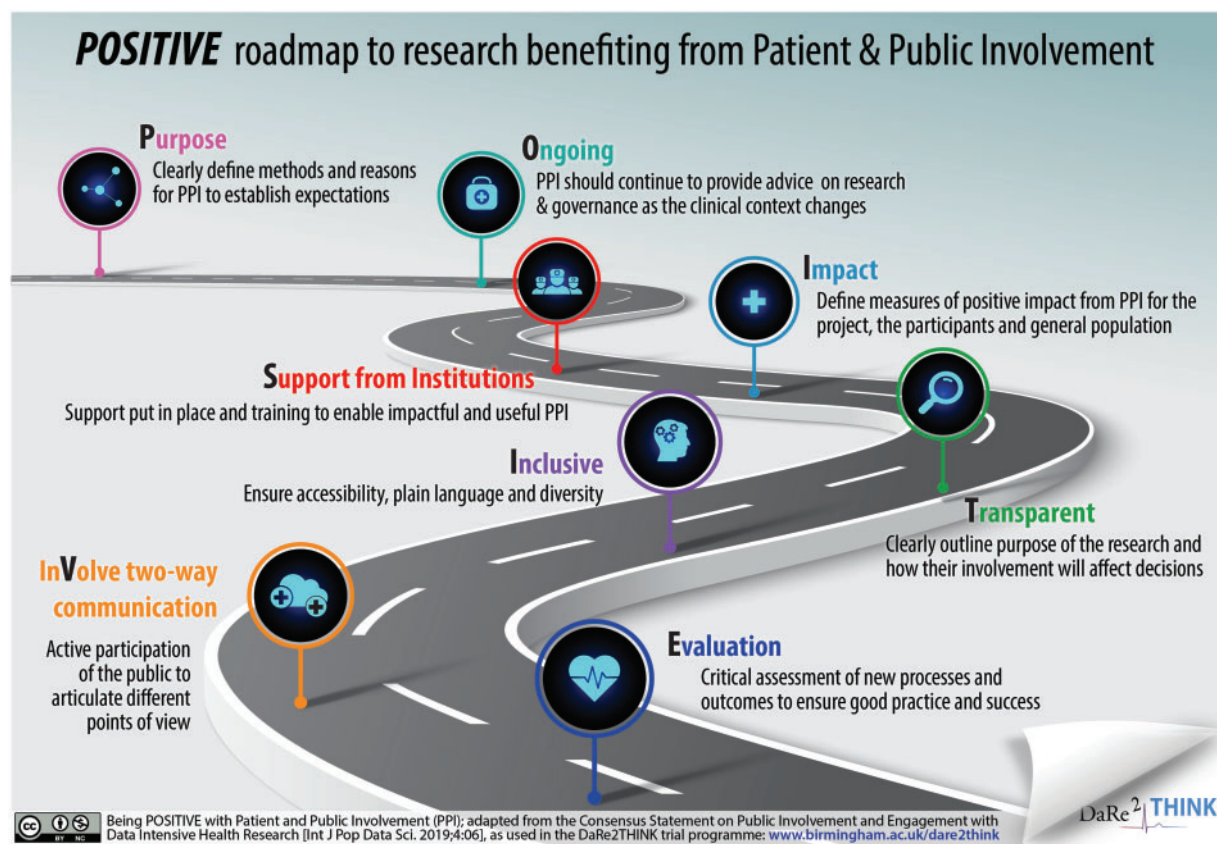 POSITIVE roadmap to research benefiting from Patient & Public Involvement
Purpose
Clearly define methods and reasons
for PPI to establish expectations
Ongoing
PPI should continue to provide advice on research
& governance as the clinical context changes
Support from Institutions
Support put in place and training to enable impactful and useful PPI
Impact
Define measures of positive impact from PPI for the
project, the participants and general population
Transparent
Clearly outline purpose of the research and
how their involvement will affect decisions
Inclusive
Ensure accessibility, plain language and diversity
InVolve two-way
communication
Active participation
of the public to
articulate different
points of view
Evaluation
Critical assessment of new processes and
outcomes to ensure good practice and success
DaRe2 THINK
cc BY NC
Being POSITIVE with Patient and Public Involvement (PPI); adapted from the Consensus Statement on Public Involvement and Engagement with
Data Intensive Health Research [Int J Pop Data Sci. 2019;4:06], as used in the DaRe2THINK trial programme: www.birmingham.ac.uk/dare2think